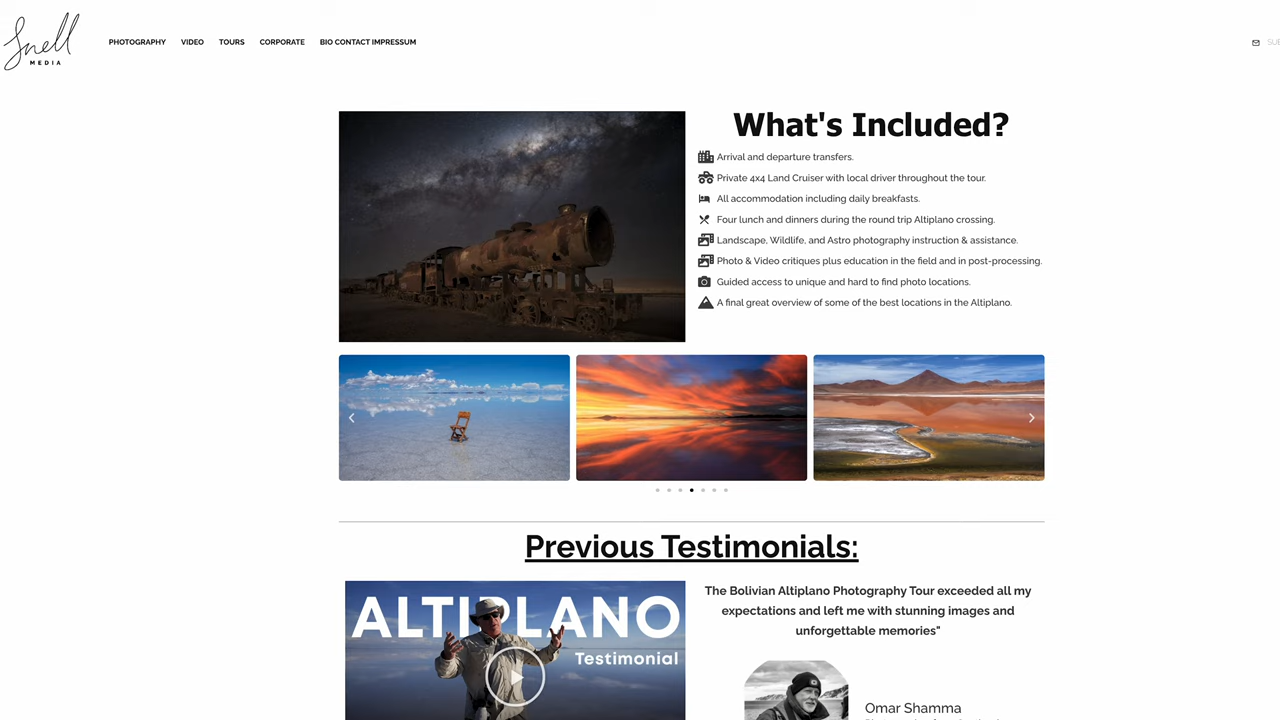 Snell
MEDIA
PHOTOGRAPHY VIDEO TOURS CORPORATE BIO CONTACT IMPRESSUM
What's Included?
Arrival and departure transfers.
Private 4x4 Land Cruiser with local driver throughout the tour.
All accommodation including daily breakfasts.
Four lunch and dinners during the round trip Altiplano crossing.
Landscape, Wildlife, and Astro photography instruction & assistance.
Photo & Video critiques plus education in the field and in post-processing.
Guided access to unique and hard to find photo locations.
A final great overview of some of the best locations in the Altiplano.
Previous Testimonials:
ALTIPLANO
Testimonial
The Bolivian Altiplano Photography Tour exceeded all my
expectations and left me with stunning images and
unforgettable memories"
Omar Shamma